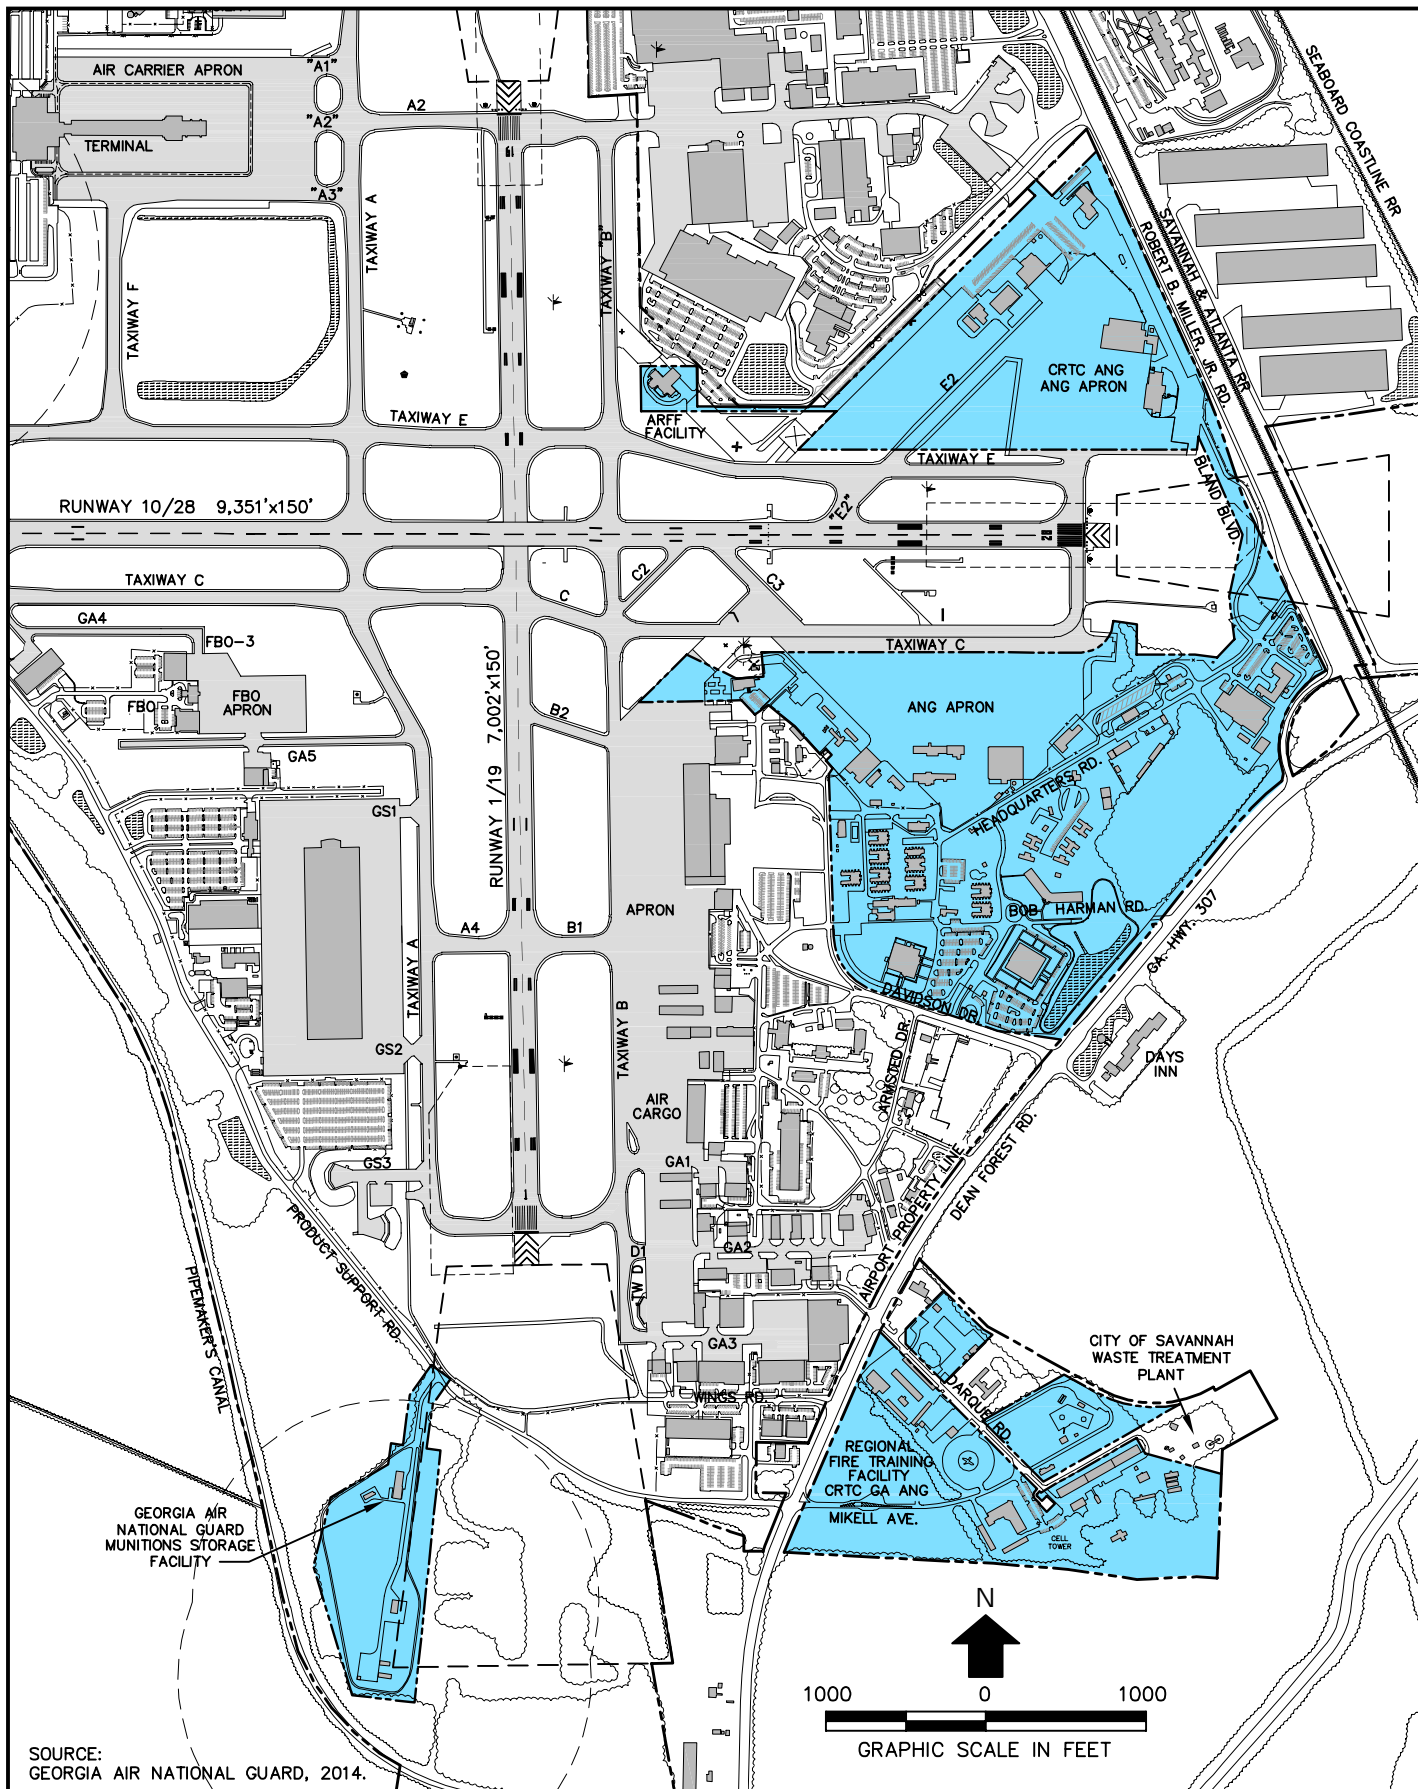 AIR CARRIER APRON
"A1"
A2
"A2"
TERMINAL
"A3"
19
TAXIWAY A
TAXIWAY "B"
TAXIWAY F
SEABOARD COASTLINE RR
SAVANNAH & ATLANTA RR
ROBERT B. MILLER, JR. RD.
E2
CRTC ANG
ANG APRON
TAXIWAY E
ARFF
FACILITY
TAXIWAY E
BLAND BLVD.
RUNWAY 10/28 9,351'x150'
"E2"
28
TAXIWAY C
C2
C3
C
GA4
FBO-3
TAXIWAY C
FBO
FBO
APRON
RUNWAY 1/19 7,002'x150'
B2
ANG APRON
GA5
GS1
HEADQUARTERS RD.
APRON
BOB HARMAN RD.
A4
B1
GA. HWY. 307
TAXIWAY A
TAXIWAY B
DAVIDSON DR.
GS2
ARMSTED DR.
DAYS
INN
AIR
CARGO
GA1
GS3
AIRPORT PROPERTY LINE
DEAN FOREST RD.
1
D1
GA2
TW D
PRODUCT SUPPORT RD.
PIPEMAKER'S CANAL
GA3
WINGS RD.
CITY OF SAVANNAH
WASTE TREATMENT
PLANT
DARQUE RD.
REGIONAL
FIRE TRAINING
FACILITY
CRTC GA ANG
MIKELL AVE.
GEORGIA AIR
NATIONAL GUARD
MUNITIONS STORAGE
FACILITY
CELL
TOWER
N
1000 0 1000
GRAPHIC SCALE IN FEET
SOURCE:
GEORGIA AIR NATIONAL GUARD, 2014.